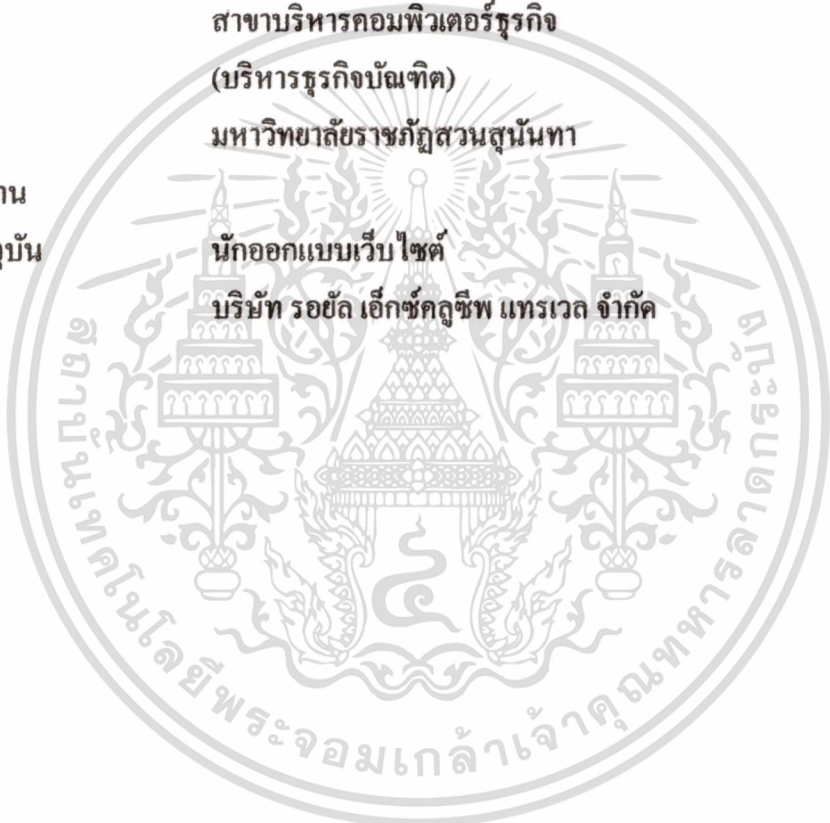 สาขาบริหารคอมพิวเตอร์ธุรกิจ
(บริหารธุรกิจบัณฑิต)
มหาวิทยาลัยราชภัฏสวนสุนันทา
นักออกแบบเว็บไซต์
บริษัท รอยัล เอ็กซ์คลูซีพ แทรเวล จำกัด
สถาบันเทคโนโลยีพระจอมเกล้าเจ้าคุณทหารลาดกระบัง